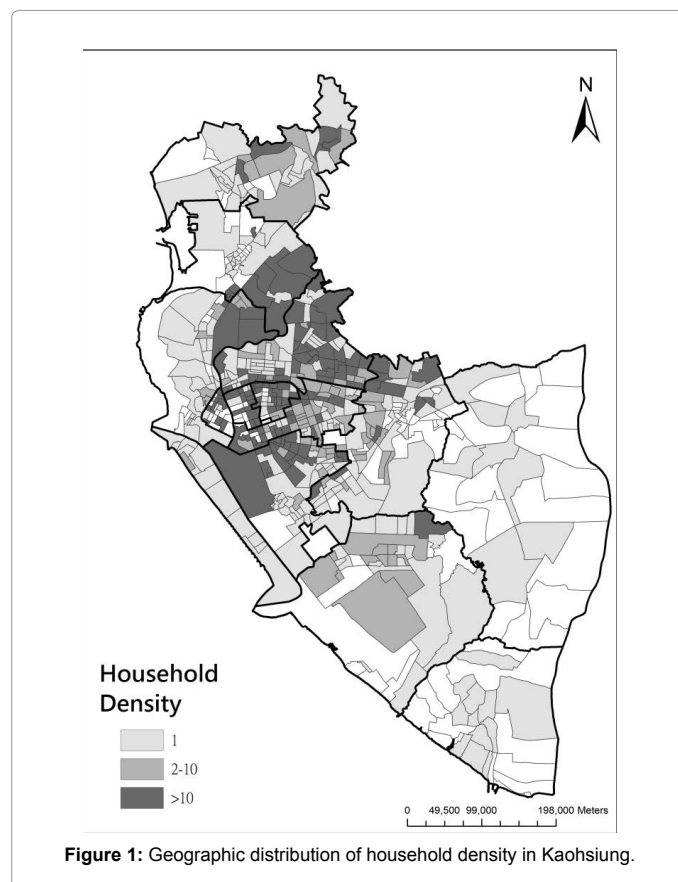 N
Household
Density
1
2-10
>10
0 49,500 99,000 198,000 Meters
Figure 1: Geographic distribution of household density in Kaohsiung.